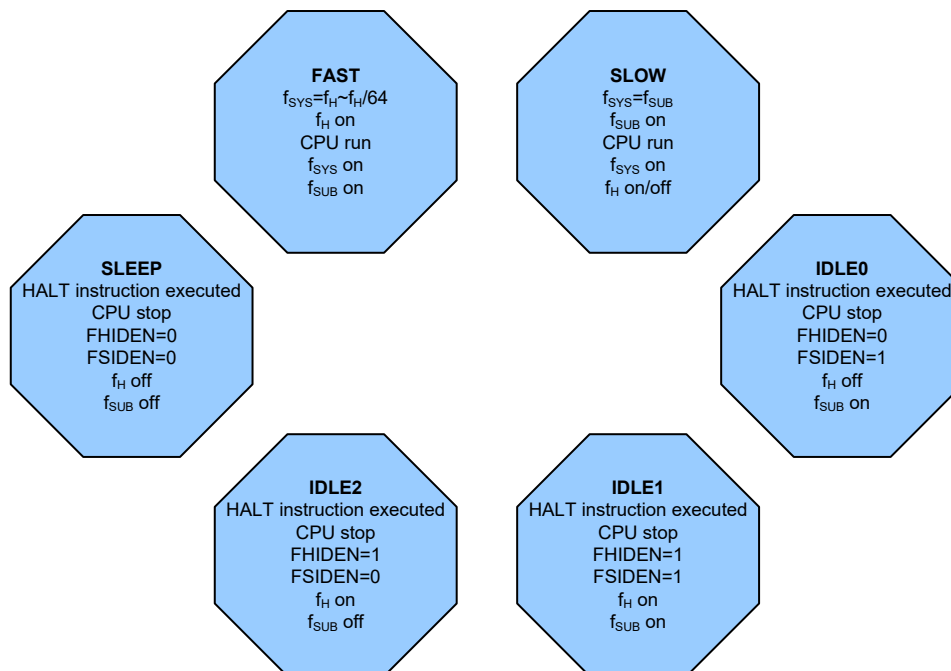 FAST
fSYS=fH~fH/64
fH on
CPU run
fSYS on
fSUB on
SLOW
fSYS=fSUB
fSUB on
CPU run
fSYS on
fH on/off
SLEEP
HALT instruction executed
CPU stop
FHIDEN=0
FSIDEN=0
fH off
fSUB off
IDLE0
HALT instruction executed
CPU stop
FHIDEN=0
FSIDEN=1
fH off
fSUB on
IDLE2
HALT instruction executed
CPU stop
FHIDEN=1
FSIDEN=0
fH on
fSUB off
IDLE1
HALT instruction executed
CPU stop
FHIDEN=1
FSIDEN=1
fH on
fSUB on